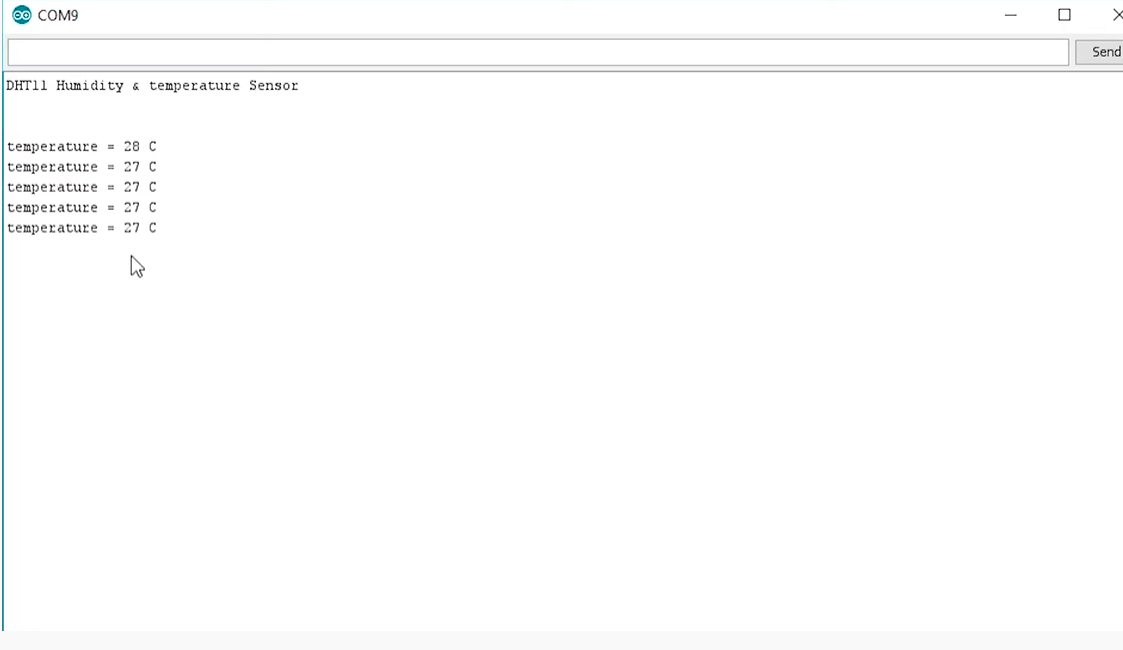 COM9
Send
DHT11 Humidity & temperature Sensor
temperature = 28 C
temperature = 27 C
temperature = 27 C
temperature = 27 C
temperature = 27 C